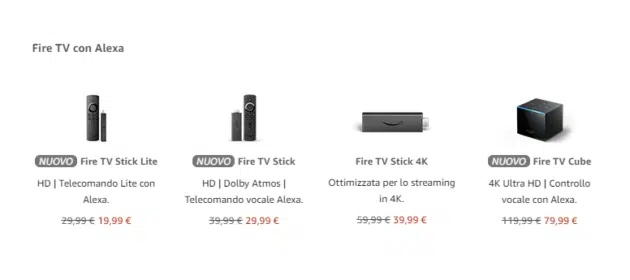 Fire TV con Alexa
NUOVO Fire TV Stick Lite
HD | Telecomando Lite con
Alexa.
29,99 € 19,99 €
NUOVO Fire TV Stick
HD | Dolby Atmos |
Telecomando vocale Alexa.
39,99 € 29,99 €
Fire TV Stick 4K
Ottimizzata per lo streaming
in 4K.
59,99 € 39,99 €
NUOVO Fire TV Cube
4K Ultra HD | Controllo
vocale con Alexa.
119,99 € 79,99 €